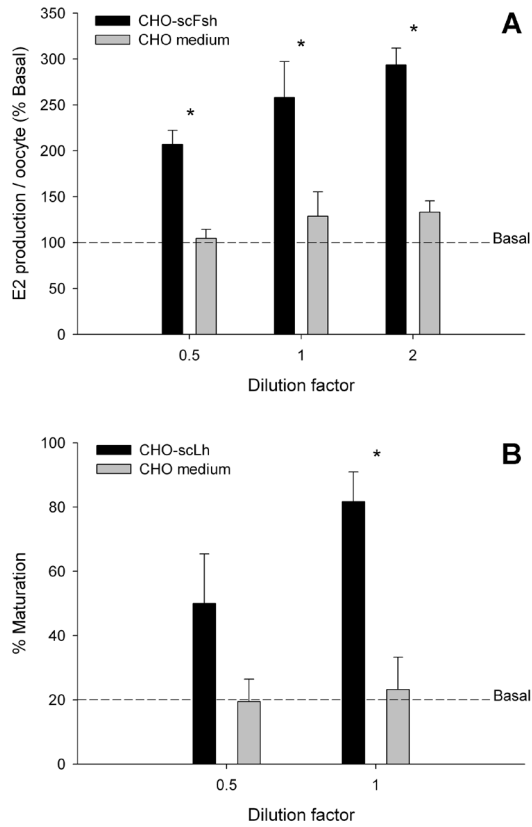 A
CHO-scFsh
CHO medium
E2 production / oocyte (% Basal)
350
300
250
200
150
100
50
0
*
*
*
Basal
0.5
1
2
Dilution factor
B
CHO-scLh
CHO medium
% Maturation
100
80
60
40
20
0
*
Basal
0.5
1
Dilution factor